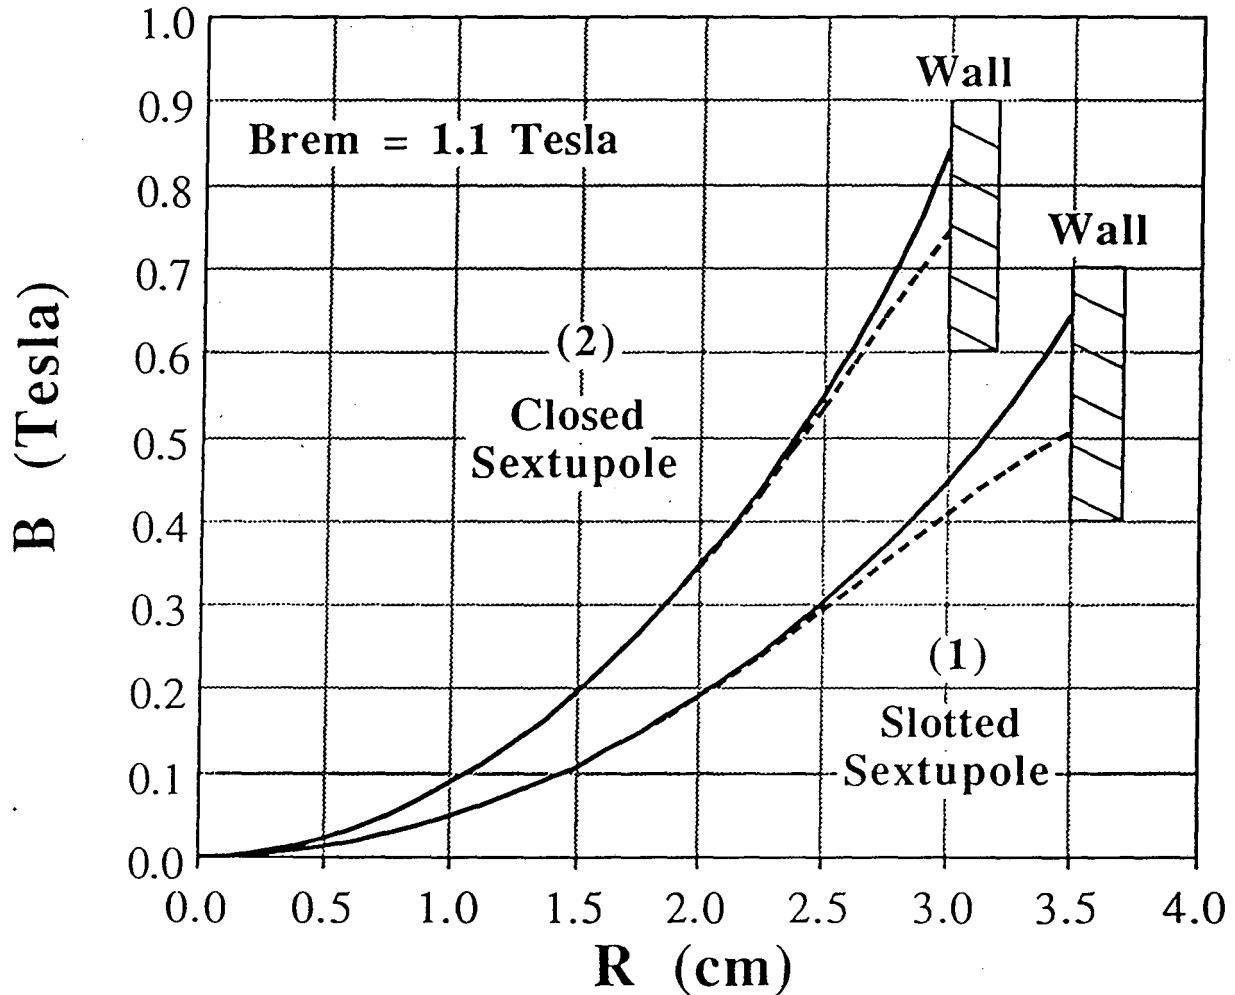 1.0
Wall
0.9
Brem = 1.1 Tesla
0.8
Wall
0.7
(2)
0.6
Closed
Sextupole
0.5
0.4
0.3
(1)
0.2
Slotted
Sextupole
0.1
0.0
B (Tesla)
0.0 0.5 1.0 1.5 2.0 2.5 3.0 3.5 4.0
R (cm)